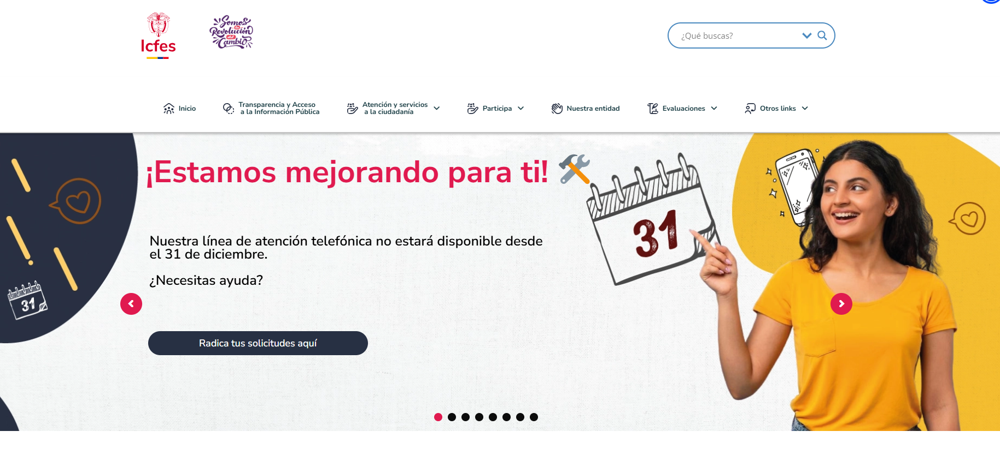 Icfes
Somos
la
Revolución
del
Cambio
¿Qué buscas?
Inicio
Transparencia y Acceso
a la Información Pública
Atención y servicios
a la ciudadanía
Participa
Nuestra entidad
Evaluaciones
Otros links
¡Estamos mejorando para ti!
31
Nuestra línea de atención telefónica no estará disponible desde
el 31 de diciembre.
¿Necesitas ayuda?
31
Radica tus solicitudes aquí